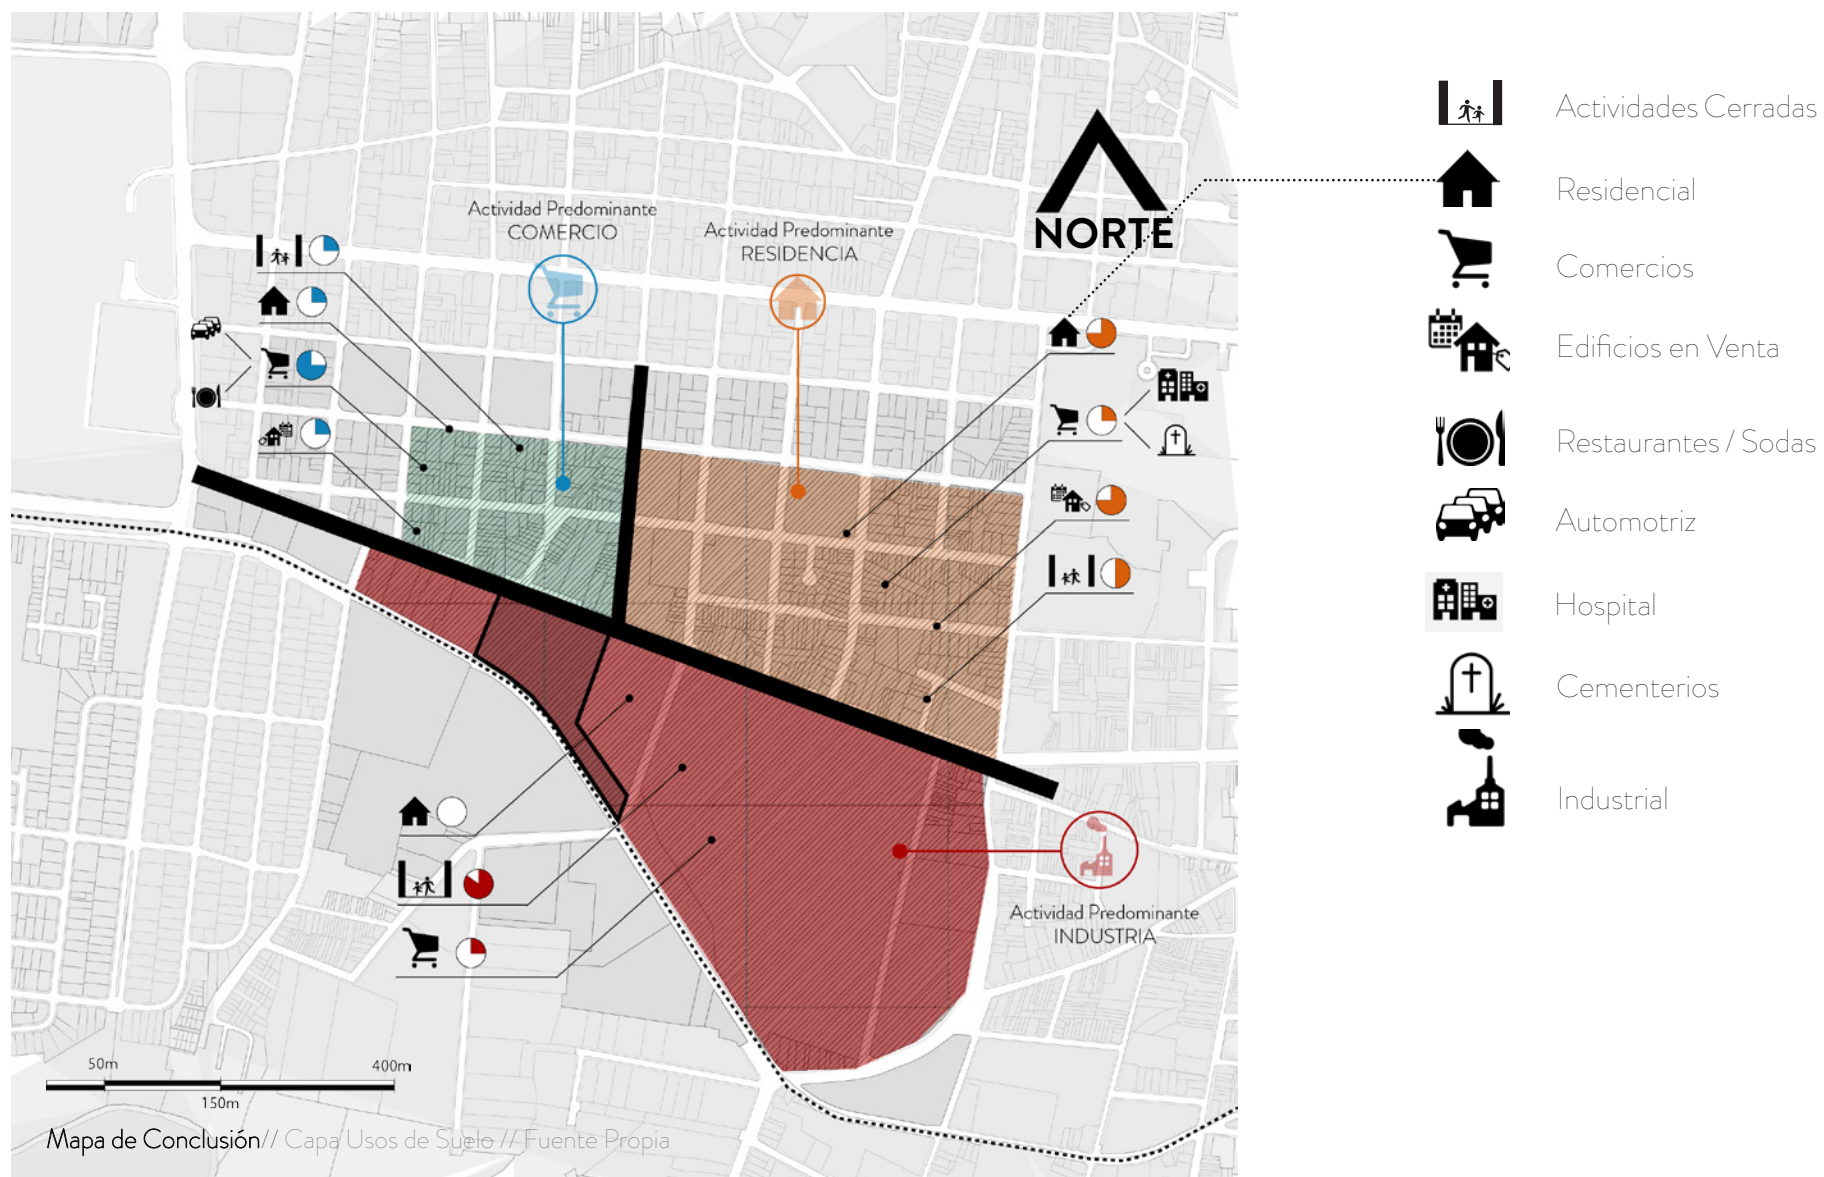 Actividad Predominante
COMERCIO
Actividad Predominante
RESIDENCIA
NORTE
Actividad Predominante
INDUSTRIA
50m
400m
150m
Mapa de Conclusión// Capa Usos de Suelo // Fuente Propia
Actividades Cerradas
Residencial
Comercios
Edificios en Venta
Restaurantes / Sodas
Automotriz
Hospital
Cementerios
Industrial